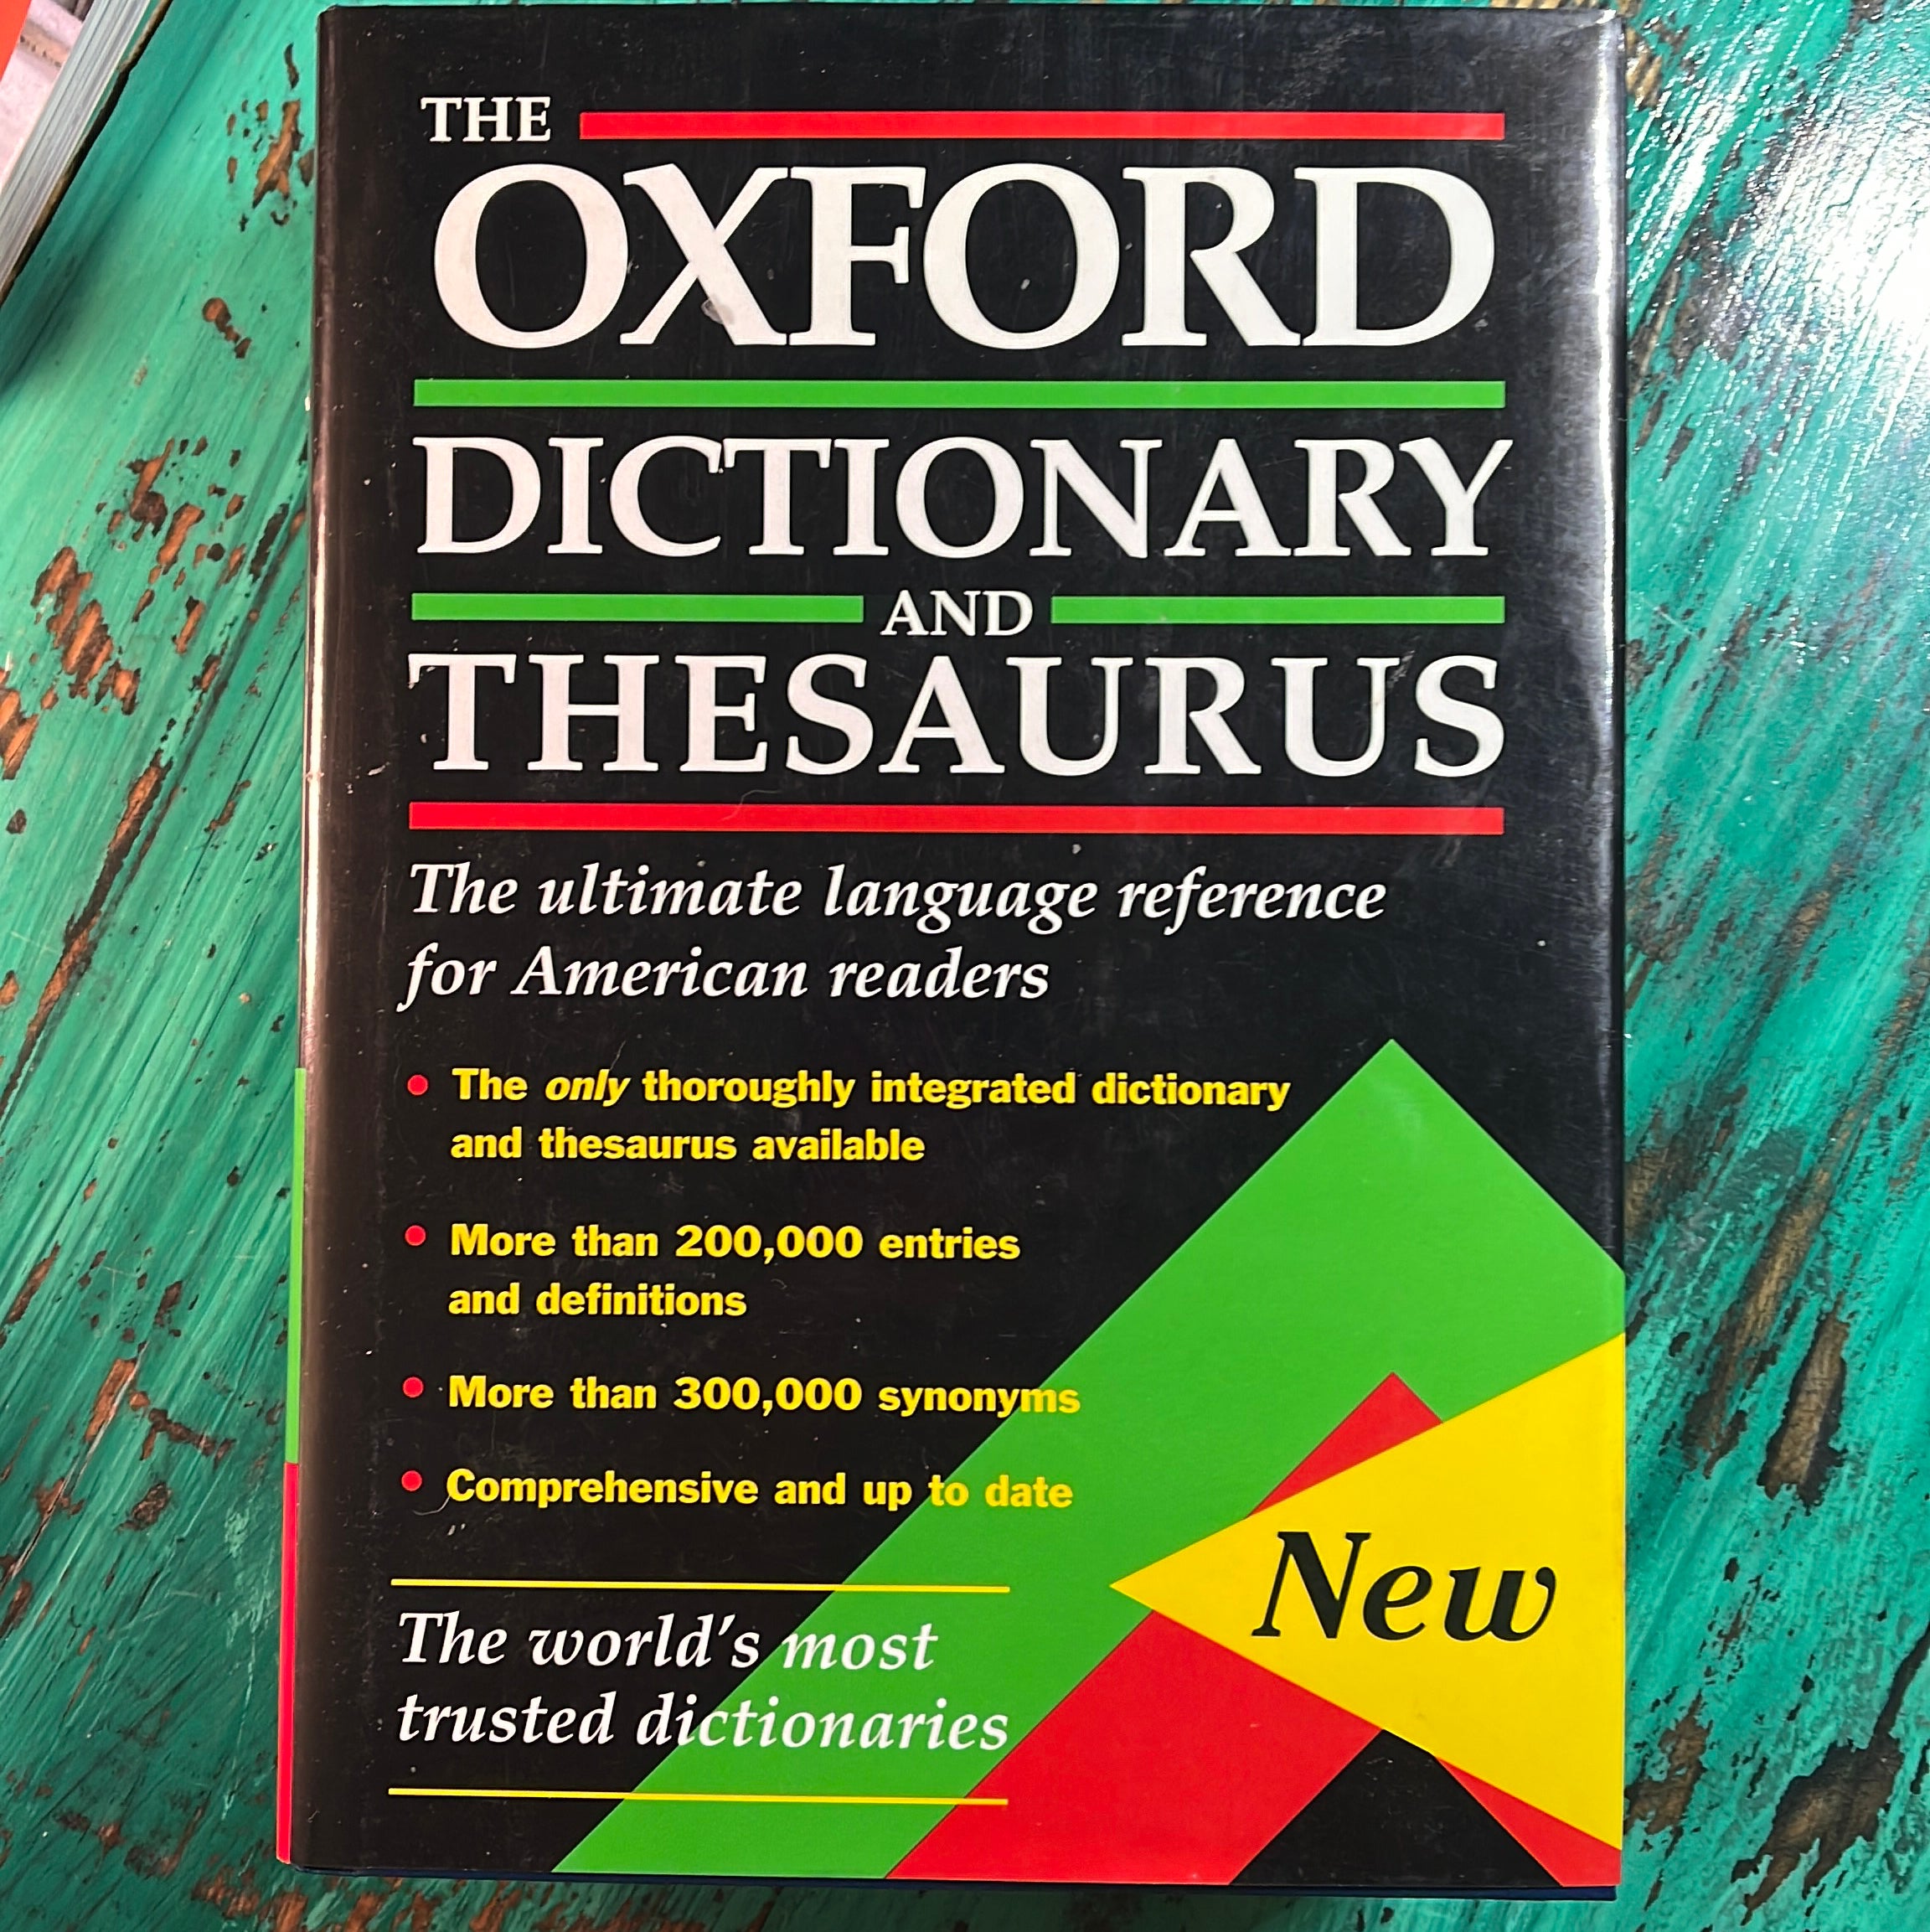 THE
OXFORD
DICTIONARY
AND
THESAURUS
The ultimate language reference
for American readers
• The only thoroughly integrated dictionary
and thesaurus available
• More than 200,000 entries
and definitions
• More than 300,000 synonyms
• Comprehensive and up to date
The world's most
trusted dictionaries
New